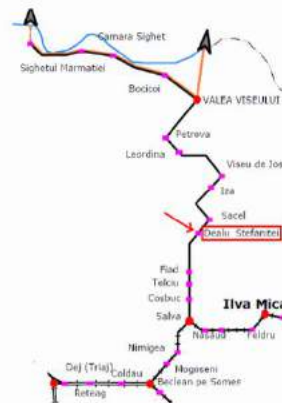 Camara Sighet
Sighetul Marmatiei
Bocicoi
VALEA VISEULUI
Petrova
Leordina
Viseu de Jos
Iza
Sacel
Dealu Stefanitei
Fiad
Telciu
Cosbuc
Ilva Mica
Salva
Nasaud
Feldru
Nimigea
Mogoseni
Dej (Triaj)
Coldau
Reteag
Beclean pe Somes